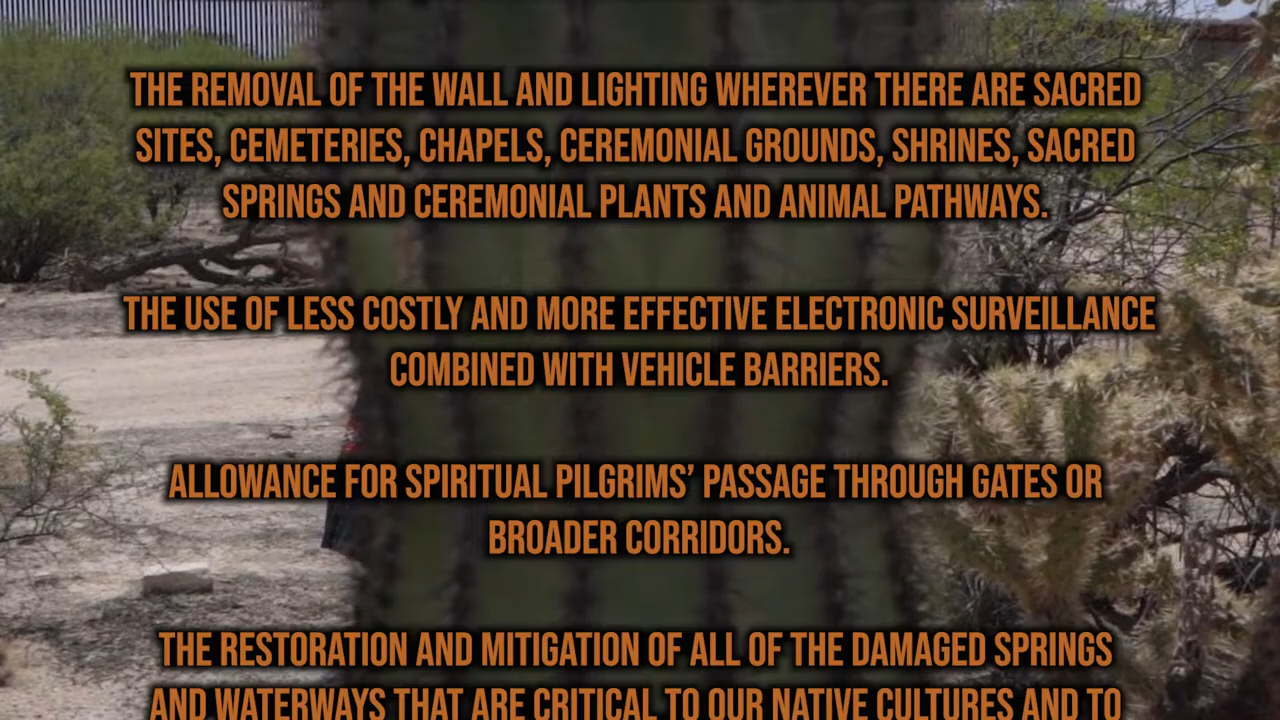 THE REMOVAL OF THE WALL AND LIGHTING WHEREVER THERE ARE SACRED
SITES, CEMETERIES, CHAPELS, CEREMONIAL GROUNDS, SHRINES, SACRED
SPRINGS AND CEREMONIAL PLANTS AND ANIMAL PATHWAYS.
THE USE OF LESS COSTLY AND MORE EFFECTIVE ELECTRONIC SURVEILLANCE
COMBINED WITH VEHICLE BARRIERS.
ALLOWANCE FOR SPIRITUAL PILGRIMS’ PASSAGE THROUGH GATES OR
BROADER CORRIDORS.
THE RESTORATION AND MITIGATION OF ALL OF THE DAMAGED SPRINGS
AND WATERWAYS THAT ARE CRITICAL TO OUR NATIVE CULTURES AND TO